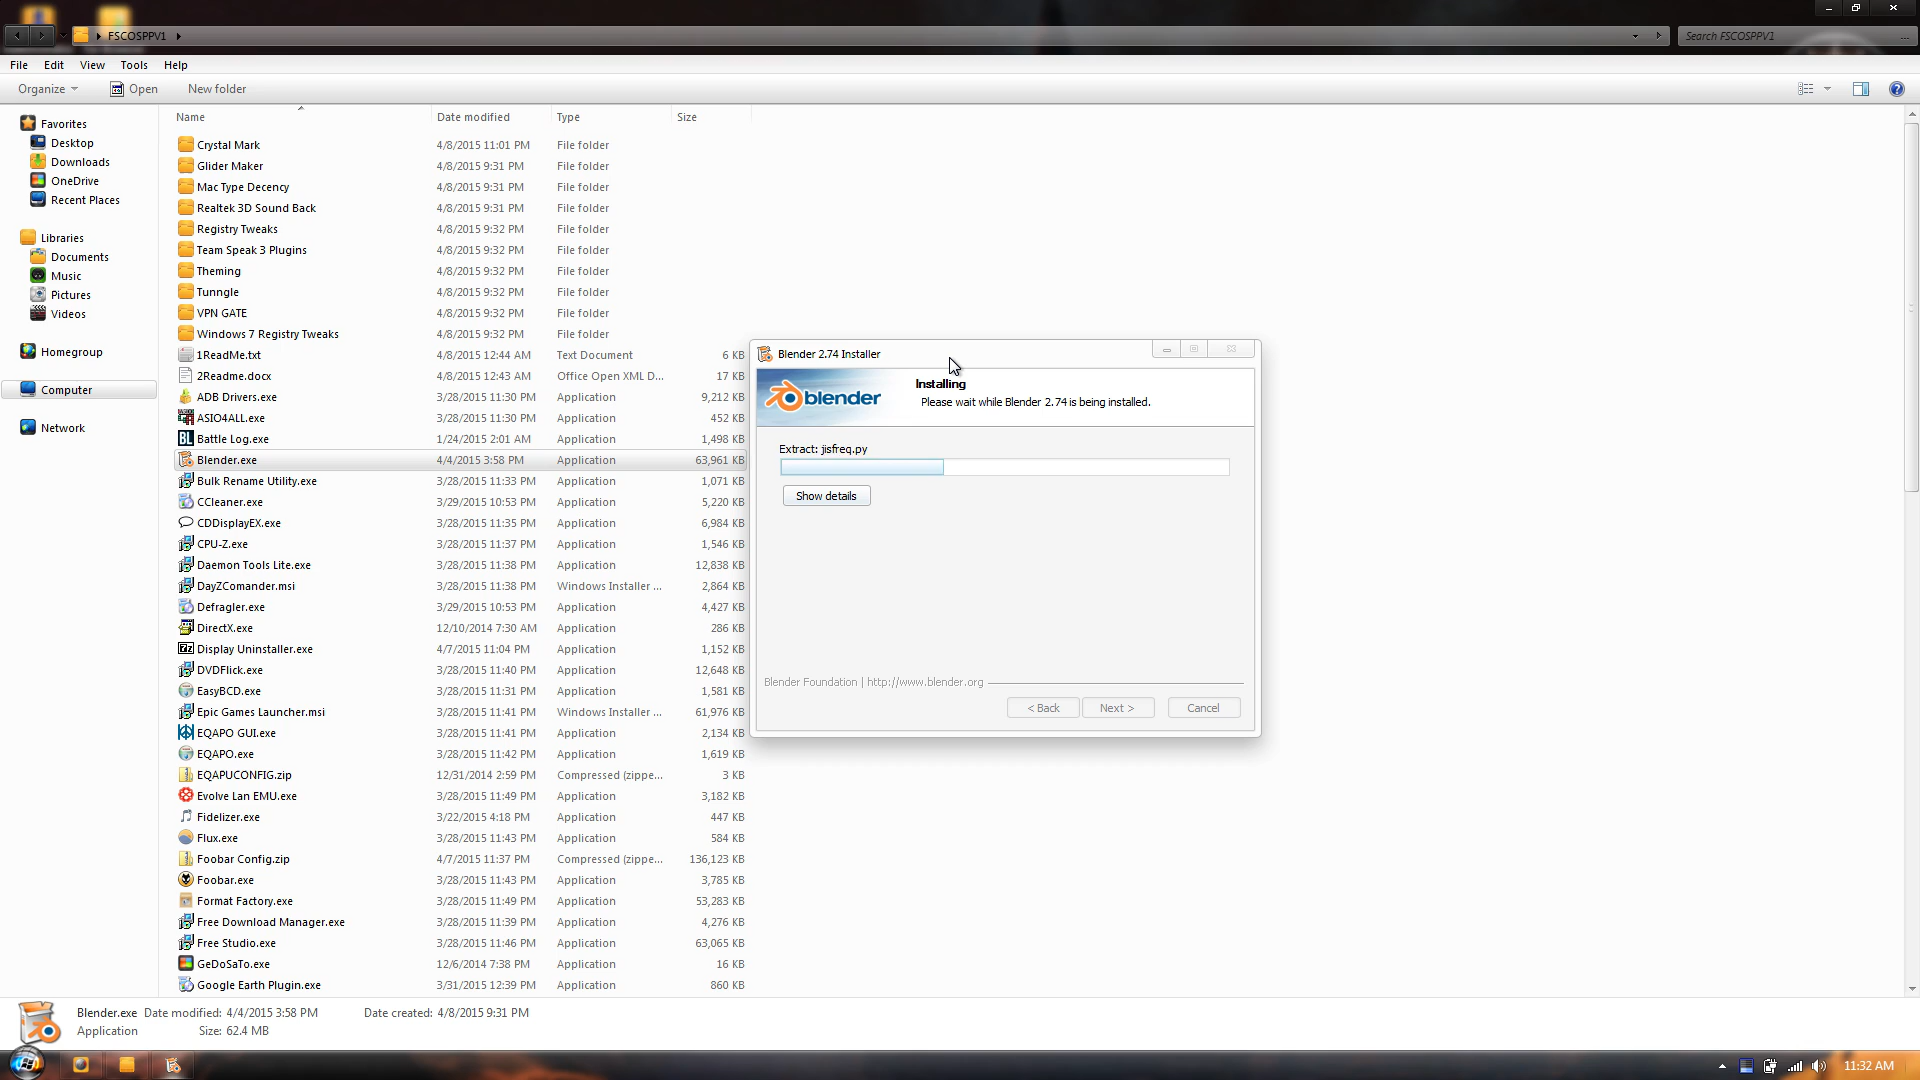 FSCOSPPV1
Search FSCOSPPV1
File Edit View Tools Help
Organize Open New folder
Favorites
Desktop
Downloads
OneDrive
Recent Places
Libraries
Documents
Music
Pictures
Videos
Homegroup
Computer
Network
Name Date modified Type Size
Crystal Mark 4/8/2015 11:01 PM File folder
Glider Maker 4/8/2015 9:31 PM File folder
Mac Type Decency 4/8/2015 9:31 PM File folder
Realtek 3D Sound Back 4/8/2015 9:31 PM File folder
Registry Tweaks 4/8/2015 9:32 PM File folder
Team Speak 3 Plugins 4/8/2015 9:32 PM File folder
Theming 4/8/2015 9:32 PM File folder
Tunngle 4/8/2015 9:32 PM File folder
VPN GATE 4/8/2015 9:32 PM File folder
Windows 7 Registry Tweaks 4/8/2015 9:32 PM File folder
1ReadMe.txt 4/8/2015 12:44 AM Text Document 6 KB
2Readme.docx 4/8/2015 12:43 AM Office Open XML D... 17 KB
ADB Drivers.exe 3/28/2015 11:30 PM Application 9,212 KB
ASIO4ALL.exe 3/28/2015 11:30 PM Application 452 KB
Battle Log.exe 1/24/2015 2:01 AM Application 1,498 KB
Blender.exe 4/4/2015 3:58 PM Application 63,961 KB
Bulk Rename Utility.exe 3/28/2015 11:33 PM Application 1,071 KB
CCleaner.exe 3/29/2015 10:53 PM Application 5,220 KB
CDDisplayEX.exe 3/28/2015 11:35 PM Application 6,984 KB
CPU-Z.exe 3/28/2015 11:37 PM Application 1,546 KB
Daemon Tools Lite.exe 3/28/2015 11:38 PM Application 12,838 KB
DayZComander.msi 3/28/2015 11:38 PM Windows Installer ... 2,864 KB
Defragler.exe 3/29/2015 10:53 PM Application 4,427 KB
DirectX.exe 12/10/2014 7:30 AM Application 286 KB
Display Uninstaller.exe 4/7/2015 11:04 PM Application 1,152 KB
DVDFlick.exe 3/28/2015 11:40 PM Application 12,648 KB
EasyBCD.exe 3/28/2015 11:31 PM Application 1,581 KB
Epic Games Launcher.msi 3/28/2015 11:41 PM Windows Installer ... 61,976 KB
EQAPO GUI.exe 3/28/2015 11:41 PM Application 2,134 KB
EQAPO.exe 3/28/2015 11:42 PM Application 1,619 KB
EQAPUCONFIG.zip 12/31/2014 2:59 PM Compressed (zippe... 3 KB
Evolve Lan EMU.exe 3/28/2015 11:49 PM Application 3,182 KB
Fidelizer.exe 3/22/2015 4:18 PM Application 447 KB
Flux.exe 3/28/2015 11:43 PM Application 584 KB
Foobar Config.zip 4/7/2015 11:37 PM Compressed (zippe... 136,123 KB
Foobar.exe 3/28/2015 11:43 PM Application 3,785 KB
Format Factory.exe 3/28/2015 11:49 PM Application 53,283 KB
Free Download Manager.exe 3/28/2015 11:39 PM Application 4,276 KB
Free Studio.exe 3/28/2015 11:46 PM Application 63,065 KB
GeDoSaTo.exe 12/6/2014 7:38 PM Application 16 KB
Google Earth Plugin.exe 3/31/2015 12:39 PM Application 860 KB
Blender 2.74 Installer
blender
Installing
Please wait while Blender 2.74 is being installed.
Extract: jisfreq.py
Show details
Blender Foundation | http://www.blender.org
< Back Next > Cancel
Blender.exe Date modified: 4/4/2015 3:58 PM Date created: 4/8/2015 9:31 PM
Application Size: 62.4 MB
11:32 AM